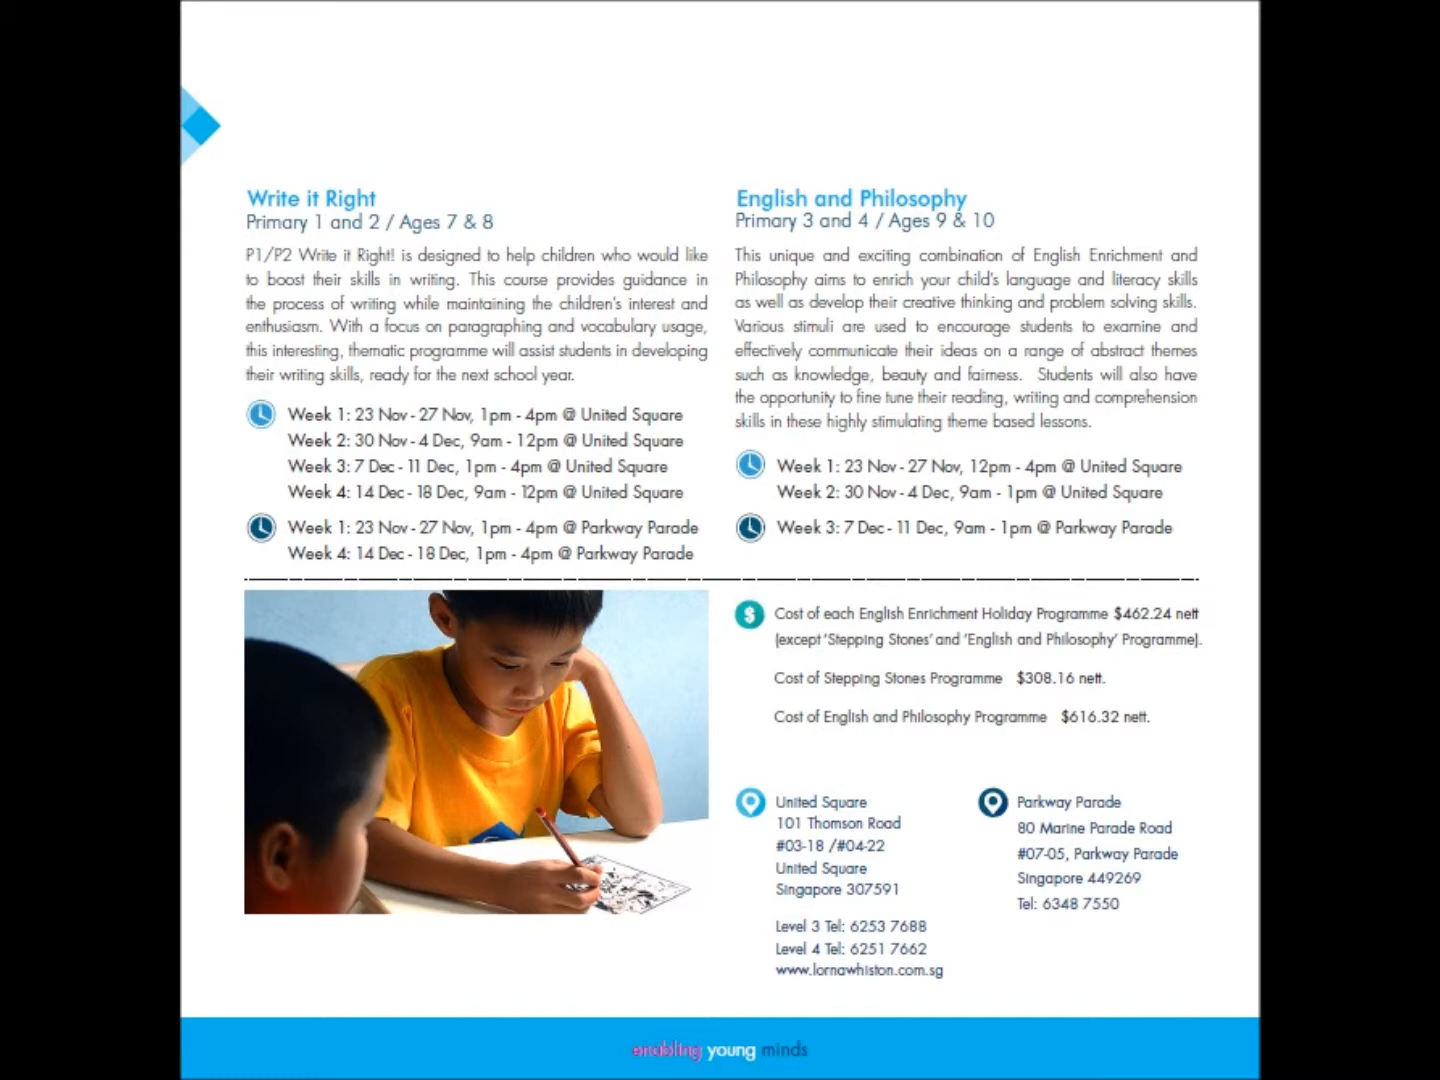 Write it Right
Primary 1 and 2 / Ages 7 & 8
P1/P2 Write it Right! is designed to help children who would like
to boost their skills in writing. This course provides guidance in
the process of writing while maintaining the children's interest and
enthusiasm. With a focus on paragraphing and vocabulary usage,
this interesting, thematic programme will assist students in developing
their writing skills, ready for the next school year.
Week 1: 23 Nov - 27 Nov, 1pm - 4pm @ United Square
Week 2: 30 Nov - 4 Dec, 9am - 12pm @ United Square
Week 3: 7 Dec - 11 Dec, 1pm - 4pm @ United Square
Week 4: 14 Dec - 18 Dec, 9am - 12pm @ United Square
Week 1: 23 Nov - 27 Nov, 1pm - 4pm @ Parkway Parade
Week 4: 14 Dec - 18 Dec, 1pm - 4pm @ Parkway Parade
English and Philosophy
Primary 3 and 4 / Ages 9 & 10
This unique and exciting combination of English Enrichment and
Philosophy aims to enrich your child's language and literacy skills
as well as develop their creative thinking and problem solving skills.
Various stimuli are used to encourage students to examine and
effectively communicate their ideas on a range of abstract themes
such as knowledge, beauty and fairness. Students will also have
the opportunity to fine tune their reading, writing and comprehension
skills in these highly stimulating theme based lessons.
Week 1: 23 Nov - 27 Nov, 12pm - 4pm @ United Square
Week 2: 30 Nov - 4 Dec, 9am - 1pm @ United Square
Week 3: 7 Dec - 11 Dec, 9am - 1pm @ Parkway Parade
$
Cost of each English Enrichment Holiday Programme $462.24 nett
(except 'Stepping Stones' and 'English and Philosophy' Programme).
Cost of Stepping Stones Programme $308.16 nett.
Cost of English and Philosophy Programme $616.32 nett.
United Square
101 Thomson Road
#03-18 /#04-22
United Square
Singapore 307591
Level 3 Tel: 6253 7688
Level 4 Tel: 6251 7662
www.lornawhiston.com.sg
Parkway Parade
80 Marine Parade Road
#07-05, Parkway Parade
Singapore 449269
Tel: 6348 7550
enabling young minds